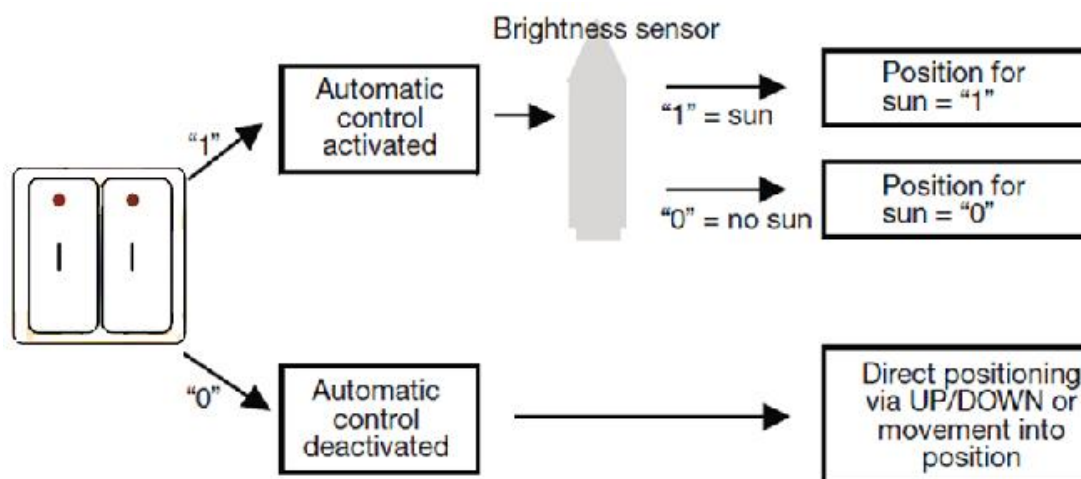 Brightness sensor
"1"
Automatic
control
activated
"1" = sun
Position for
sun = "1"
"0" = no sun
Position for
sun = "0"
"0"
Automatic
control
deactivated
Direct positioning
via UP/DOWN or
movement into
position